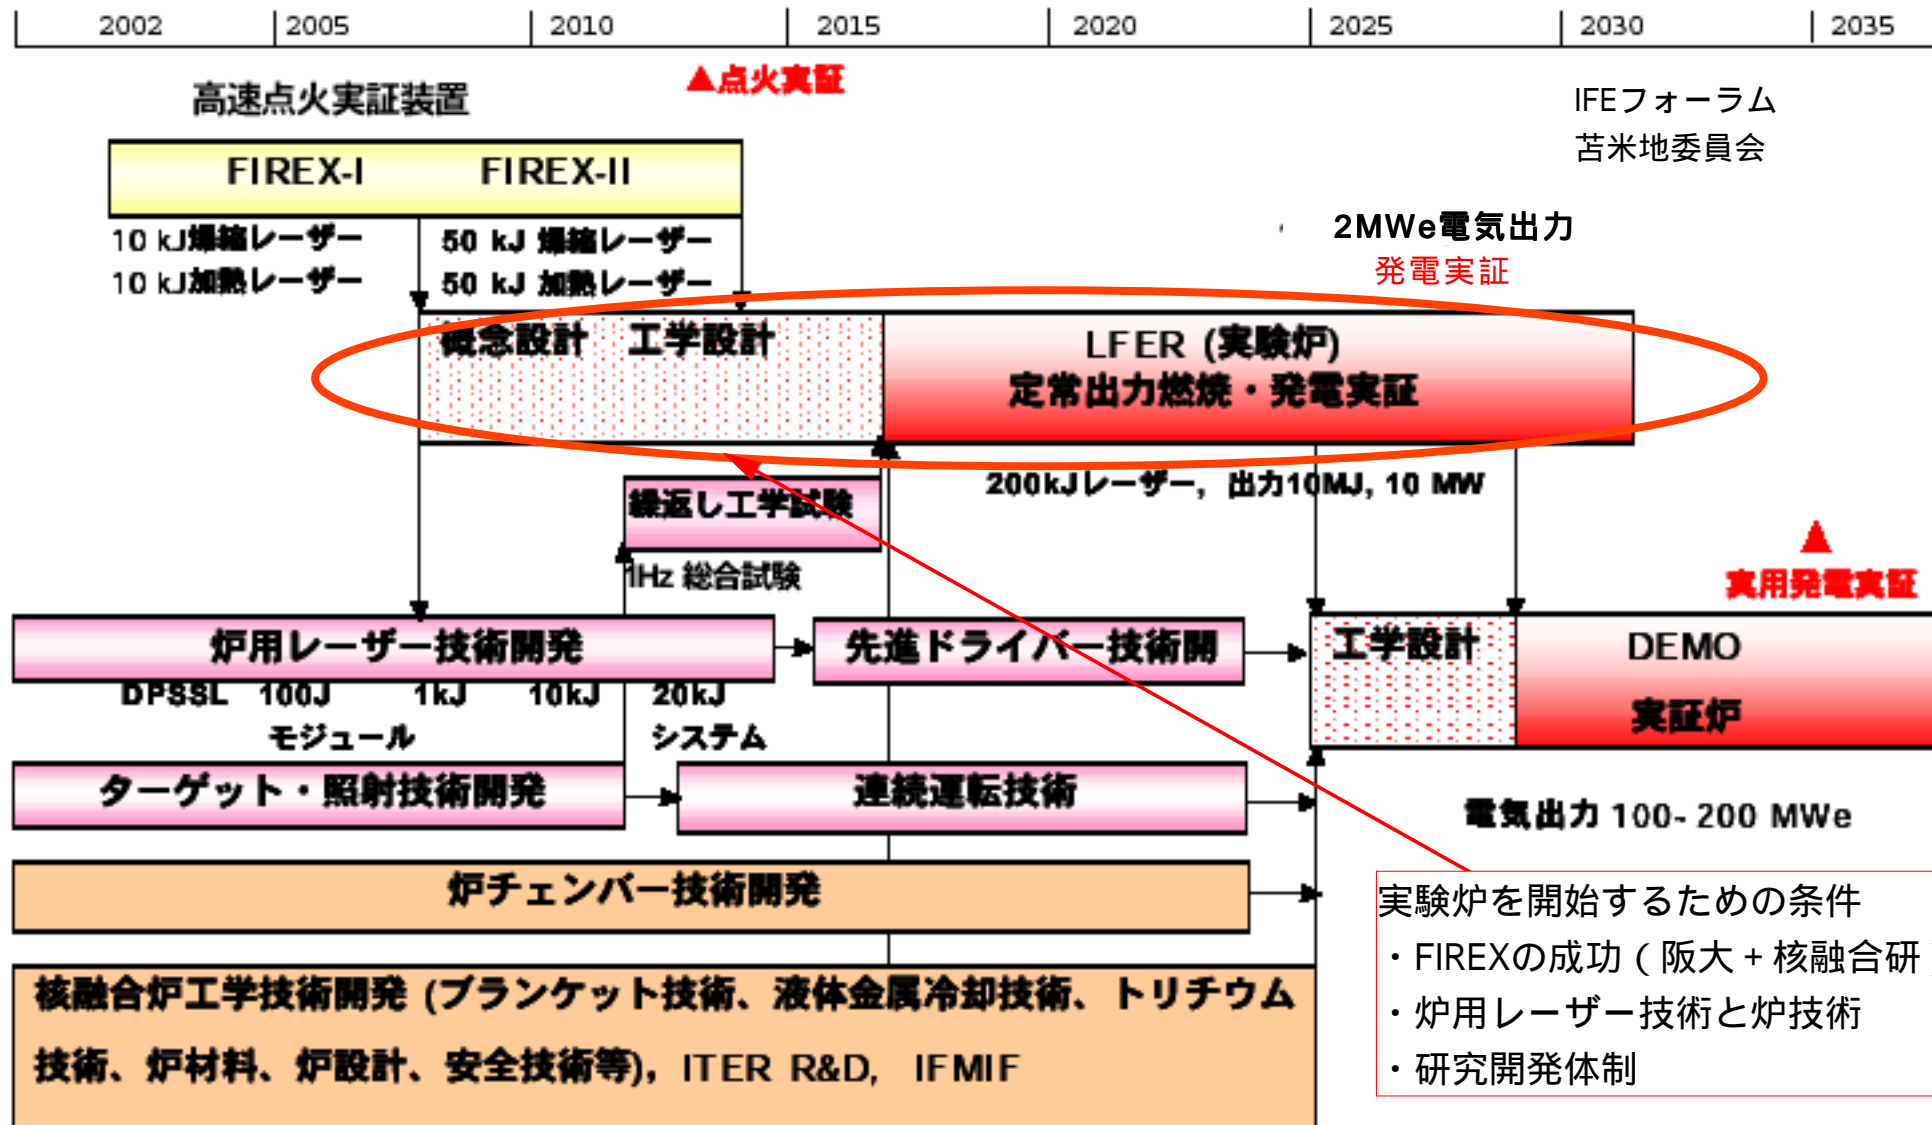 2002 2005 2010 2015 2020 2025 2030 2035
▲点火実証
高速点火実証装置
IFEフォーラム
苫米地委員会
FIREX-I FIREX-II
10 kJ爆縮レーザー 50 kJ 爆縮レーザー
10 kJ加熱レーザー 50 kJ 加熱レーザー
2MWe電気出力
発電実証
概念設計 工学設計
LFER (実験炉)
定常出力燃焼・発電実証
200kJレーザー, 出力10MJ, 10 MW
繰返し工学試験
1Hz 総合試験
▲
実用発電実証
炉用レーザー技術開発
先進ドライバー技術開
工学設計
DEMO
実証炉
DPSSL 100J 1kJ 10kJ 20kJ
モジュール システム
ターゲット・照射技術開発
連続運転技術
電気出力 100- 200 MWe
炉チェンバー技術開発
実験炉を開始するための条件
・FIREXの成功（阪大+核融合研
・炉用レーザー技術と炉技術
・研究開発体制
核融合炉工学技術開発 (ブランケット技術、液体金属冷却技術、トリチウム
技術、炉材料、炉設計、安全技術等), ITER R&D, IFMIF